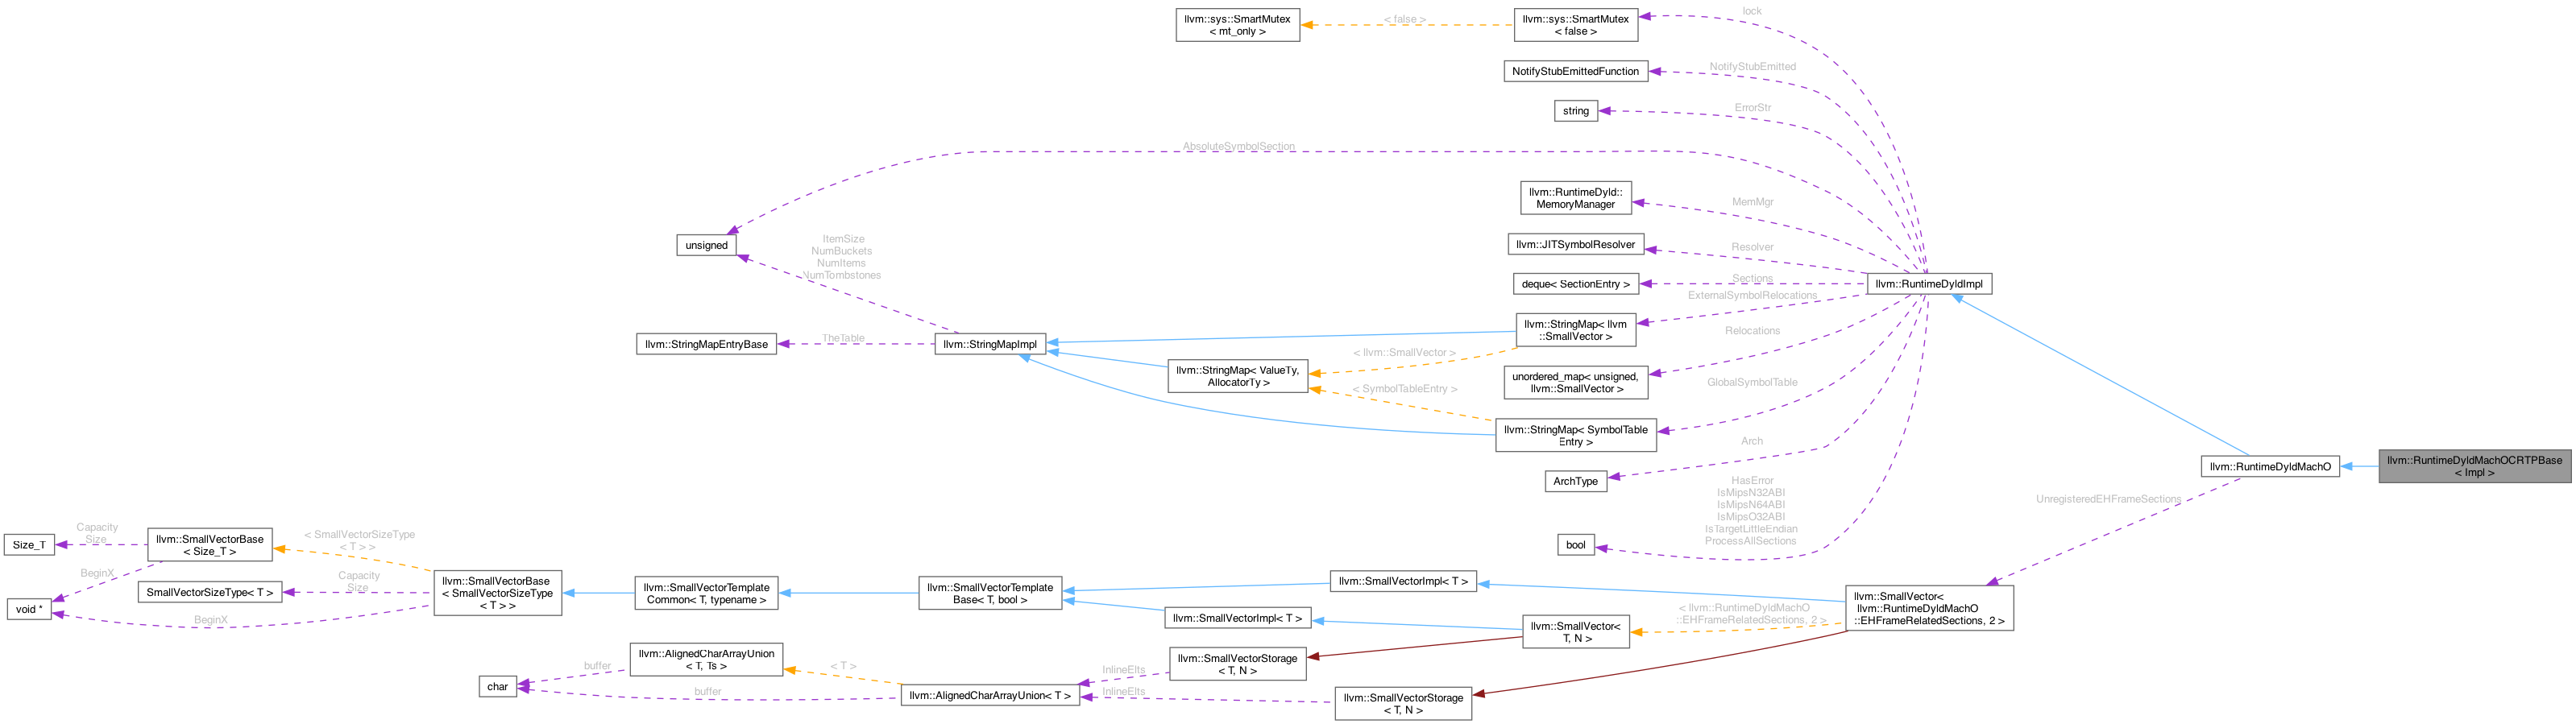 llvm::sys::SmartMutex
< mt_only >
< false >
llvm::sys::SmartMutex
< false >
lock
NotifyStubEmittedFunction
NotifyStubEmitted
string
ErrorStr
AbsoluteSymbolSection
llvm::RuntimeDyld::
MemoryManager
MemMgr
unsigned
ItemSize
NumBuckets
NumItems
NumTombstones
llvm::JITSymbolResolver
Resolver
deque< SectionEntry >
Sections
llvm::RuntimeDyldImpl
ExternalSymbolRelocations
llvm::StringMap< llvm
::SmallVector >
llvm::StringMapEntryBase
TheTable
llvm::StringMapImpl
< llvm::SmallVector >
Relocations
llvm::StringMap< ValueTy,
AllocatorTy >
unordered_map< unsigned,
llvm::SmallVector >
< SymbolTableEntry >
GlobalSymbolTable
llvm::StringMap< SymbolTable
Entry >
Arch
ArchType
llvm::RuntimeDyldMachO
llvm::RuntimeDyldMachOCRTPBase
< Impl >
HasError
IsMipsN32ABI
IsMipsN64ABI
IsMipsO32ABI
IsTargetLittleEndian
ProcessAllSections
bool
UnregisteredEHFrameSections
Size_T
Capacity
Size
llvm::SmallVectorBase
< Size_T >
< SmallVectorSizeType
< T > >
BeginX
SmallVectorSizeType< T >
Capacity
Size
void *
BeginX
llvm::SmallVectorBase
< SmallVectorSizeType
< T > >
llvm::SmallVectorTemplate
Common< T, typename >
llvm::SmallVectorTemplate
Base< T, bool >
llvm::SmallVectorImpl< T >
llvm::SmallVectorImpl< T >
llvm::SmallVector<
T, N >
< llvm::RuntimeDyldMachO
::EHFrameRelatedSections, 2 >
llvm::SmallVector<
llvm::RuntimeDyldMachO
::EHFrameRelatedSections, 2 >
char
buffer
llvm::AlignedCharArrayUnion
< T, Ts >
< T >
buffer
llvm::AlignedCharArrayUnion< T >
InlineElts
llvm::SmallVectorStorage
< T, N >
InlineElts
llvm::SmallVectorStorage
< T, N >